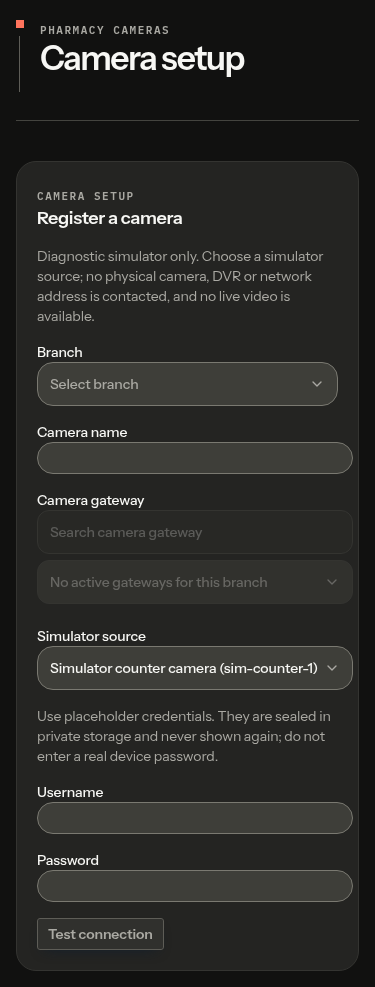 PHARMACY CAMERAS
Camera setup
CAMERA SETUP
Register a camera
Diagnostic simulator only. Choose a simulator
source; no physical camera, DVR or network
address is contacted, and no live video is
available.
Branch
Select branch
Camera name
Camera gateway
Search camera gateway
No active gateways for this branch
Simulator source
Simulator counter camera (sim-counter-1)
Use placeholder credentials. They are sealed in
private storage and never shown again; do not
enter a real device password.
Username
Password
Test connection